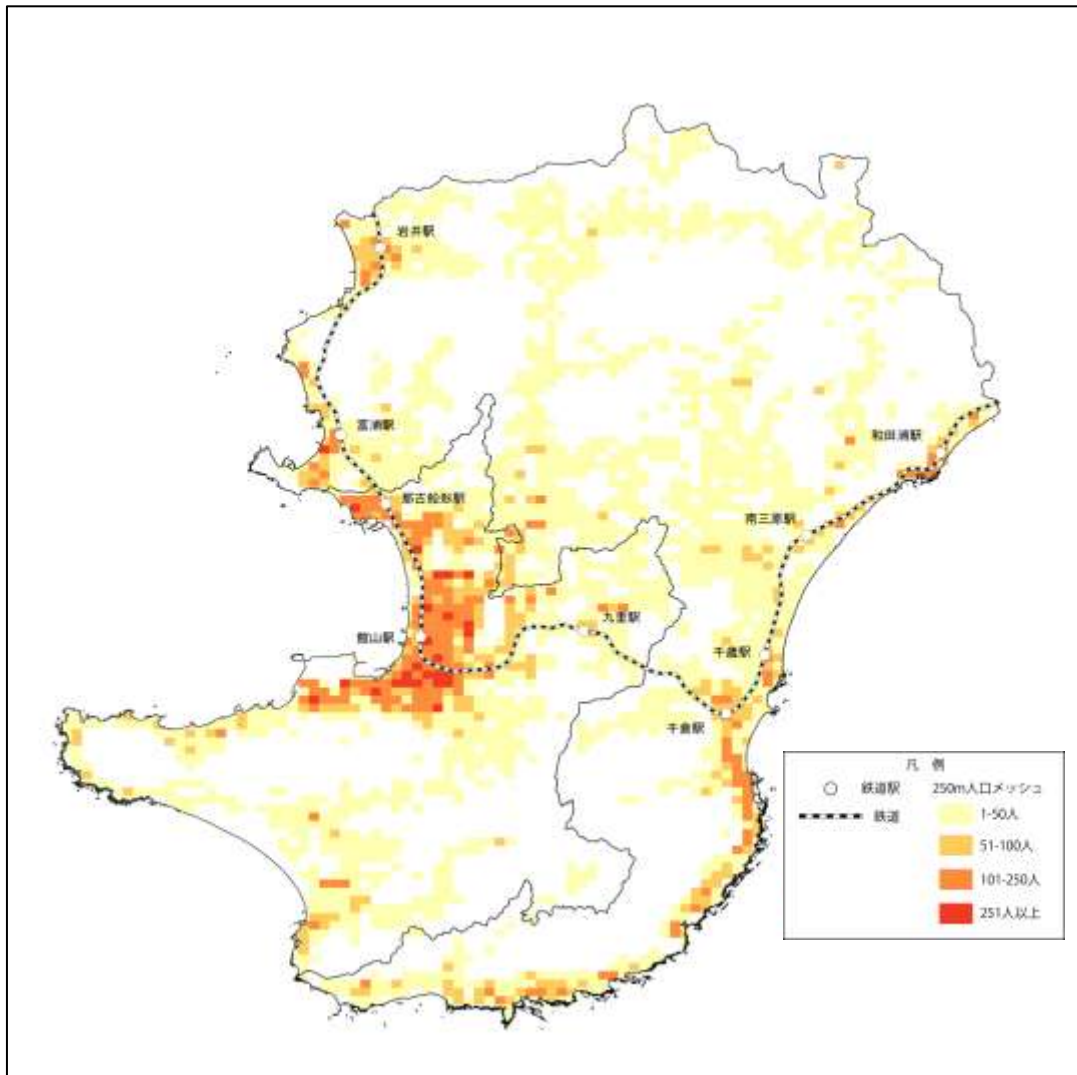 岩井駅
富浦駅
和田浦駅
那古船形駅
南三原駅
九重駅
館山駅
千歳駅
千倉駅
凡 例
鉄道駅 250m人口メッシュ
鉄道 1-50人
51-100人
101-250人
251人以上